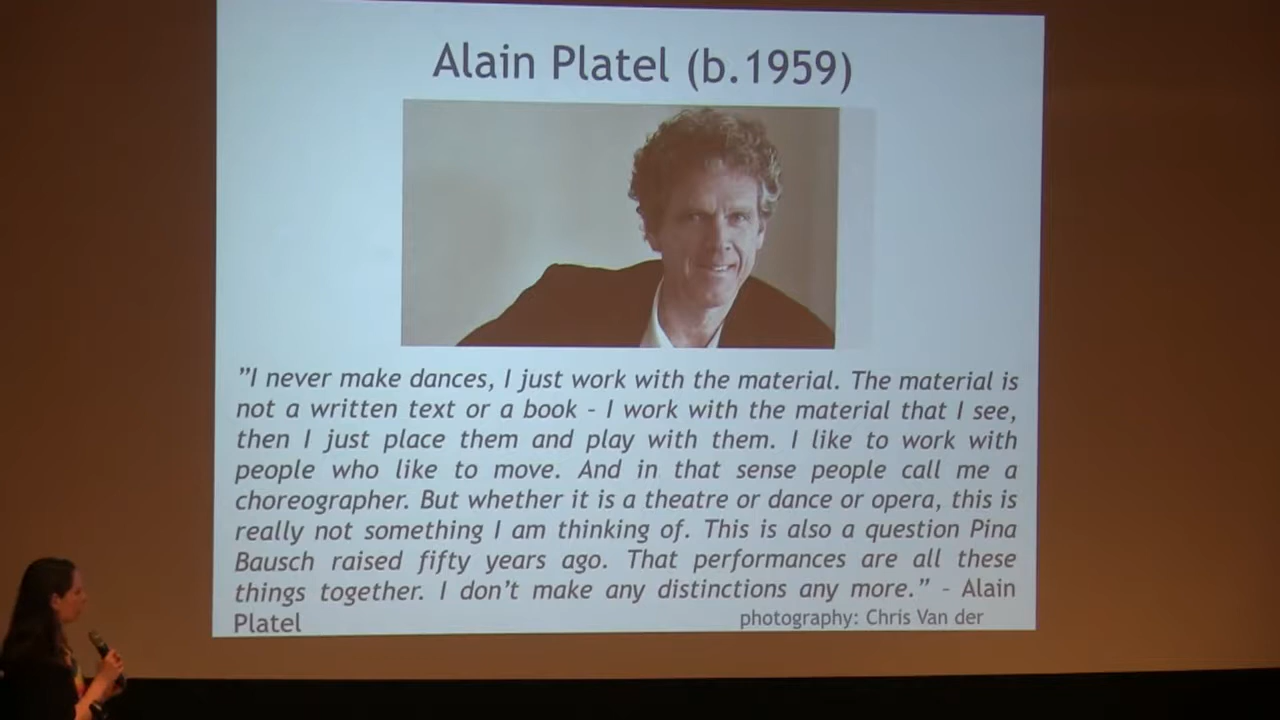 Alain Platel (b.1959)
”I never make dances, I just work with the material. The material is
not a written text or a book – I work with the material that I see,
then I just place them and play with them. I like to work with
people who like to move. And in that sense people call me a
choreographer. But whether it is a theatre or dance or opera, this is
really not something I am thinking of. This is also a question Pina
Bausch raised fifty years ago. That performances are all these
things together. I don’t make any distinctions any more.” – Alain
Platel
photography: Chris Van der